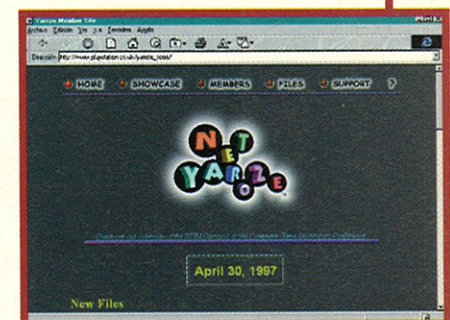 Yaroze Member Site
Archivo Edición Ver Ir a Favoritos Ayuda
Dirección http://www.playstation.co.uk/yaroze_
HOME SHOWCASE MEMBERS FILES SUPPORT ?
NET
YAROZE
April 30, 1997
New Files